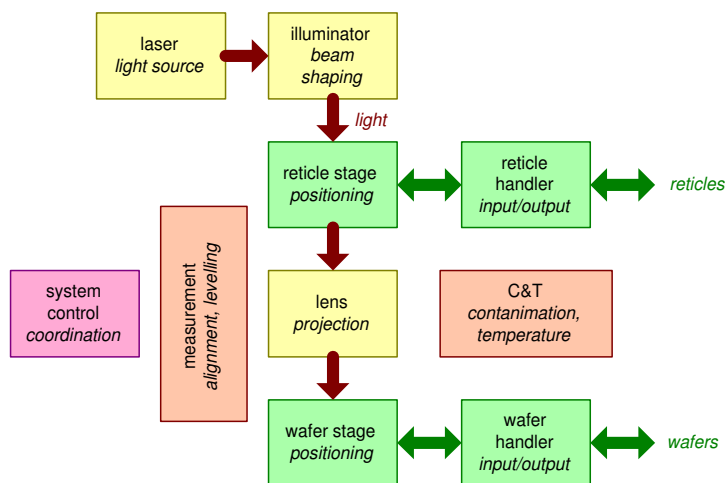 laser
light source
illuminator
beam
shaping
light
reticle stage
positioning
reticle
handler
input/output
reticles
measurement
alignment, levelling
system
control
coordination
lens
projection
C&T
contanimation,
temperature
wafer stage
positioning
wafer
handler
input/output
wafers